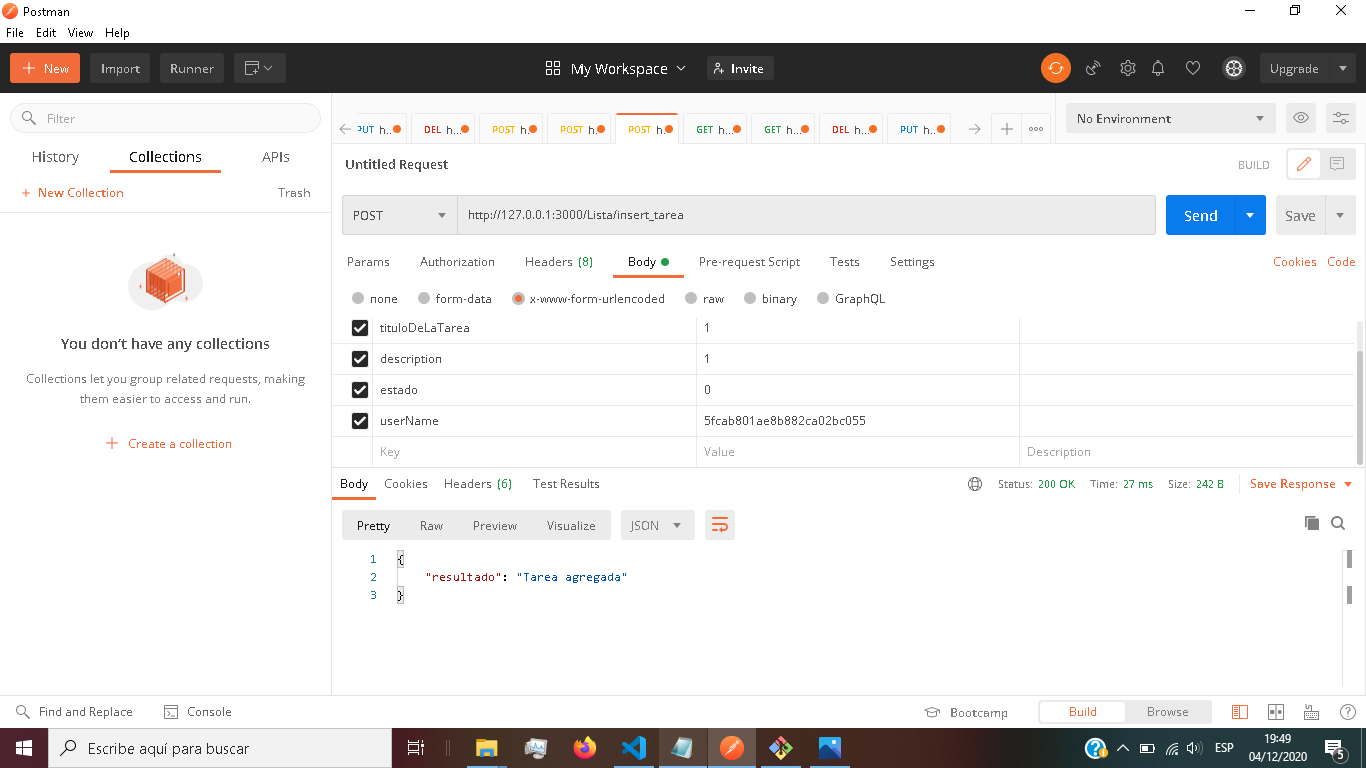 Postman
File Edit View Help
New Import Runner My Workspace Invite Upgrade
Filter
History Collections APIs
New Collection Trash
You don’t have any collections
Collections let you group related requests, making
them easier to access and run.
Create a collection
PUT h.. DEL h... POST h... POST h... POST h... GET h... GET h... DEL h... PUT h..
No Environment
Untitled Request BUILD
POST http://127.0.0.1:3000/Lista/insert_tarea Send Save
Params Authorization Headers (8) Body Pre-request Script Tests Settings Cookies Code
none form-data x-www-form-urlencoded raw binary GraphQL
tituloDeLaTarea 1
description 1
estado 0
userName 5fcab801ae8b882ca02bc055
Key Value Description
Body Cookies Headers (6) Test Results Status: 200 OK Time: 27 ms Size: 242 B Save Response
Pretty Raw Preview Visualize JSON
1 {
2 "resultado": "Tarea agregada"
3 }
Find and Replace Console Bootcamp Build Browse
Escribe aquí para buscar ESP 19:49
04/12/2020 5